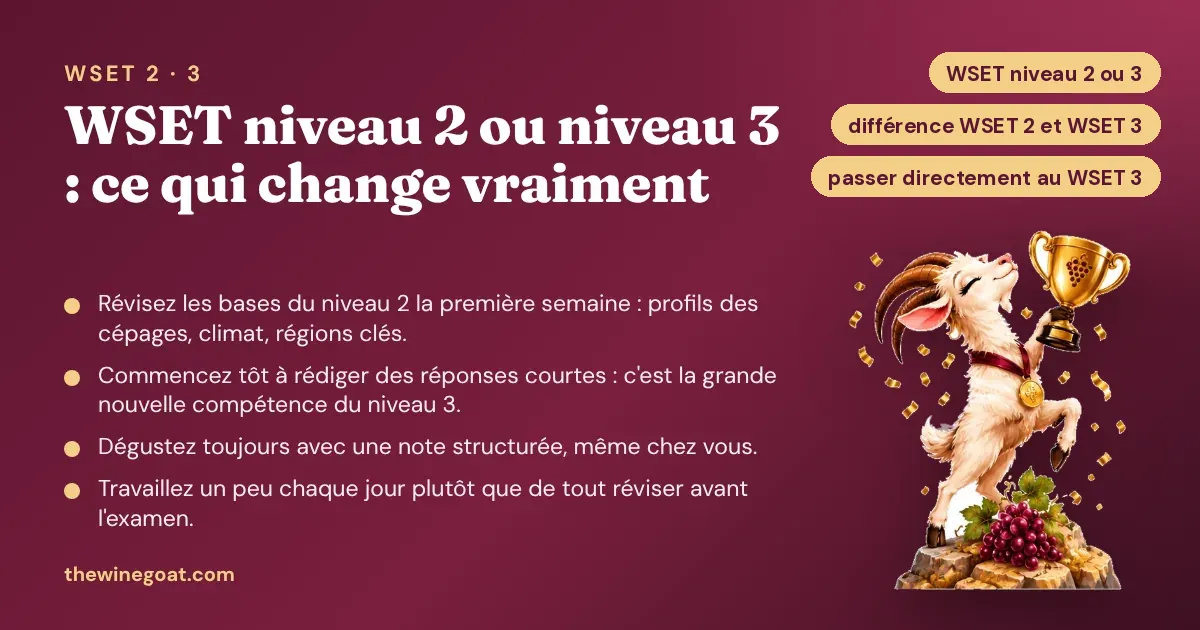 WSET 2 · 3
WSET niveau 2 ou niveau 3
: ce qui change vraiment
WSET niveau 2 ou 3
différence WSET 2 et WSET 3
passer directement au WSET 3
Révisez les bases du niveau 2 la première semaine : profils des
cépages, climat, régions clés.
Commencez tôt à rédiger des réponses courtes : c'est la grande
nouvelle compétence du niveau 3.
Dégustez toujours avec une note structurée, même chez vous.
Travaillez un peu chaque jour plutôt que de tout réviser avant
l'examen.
thewinegoat.com